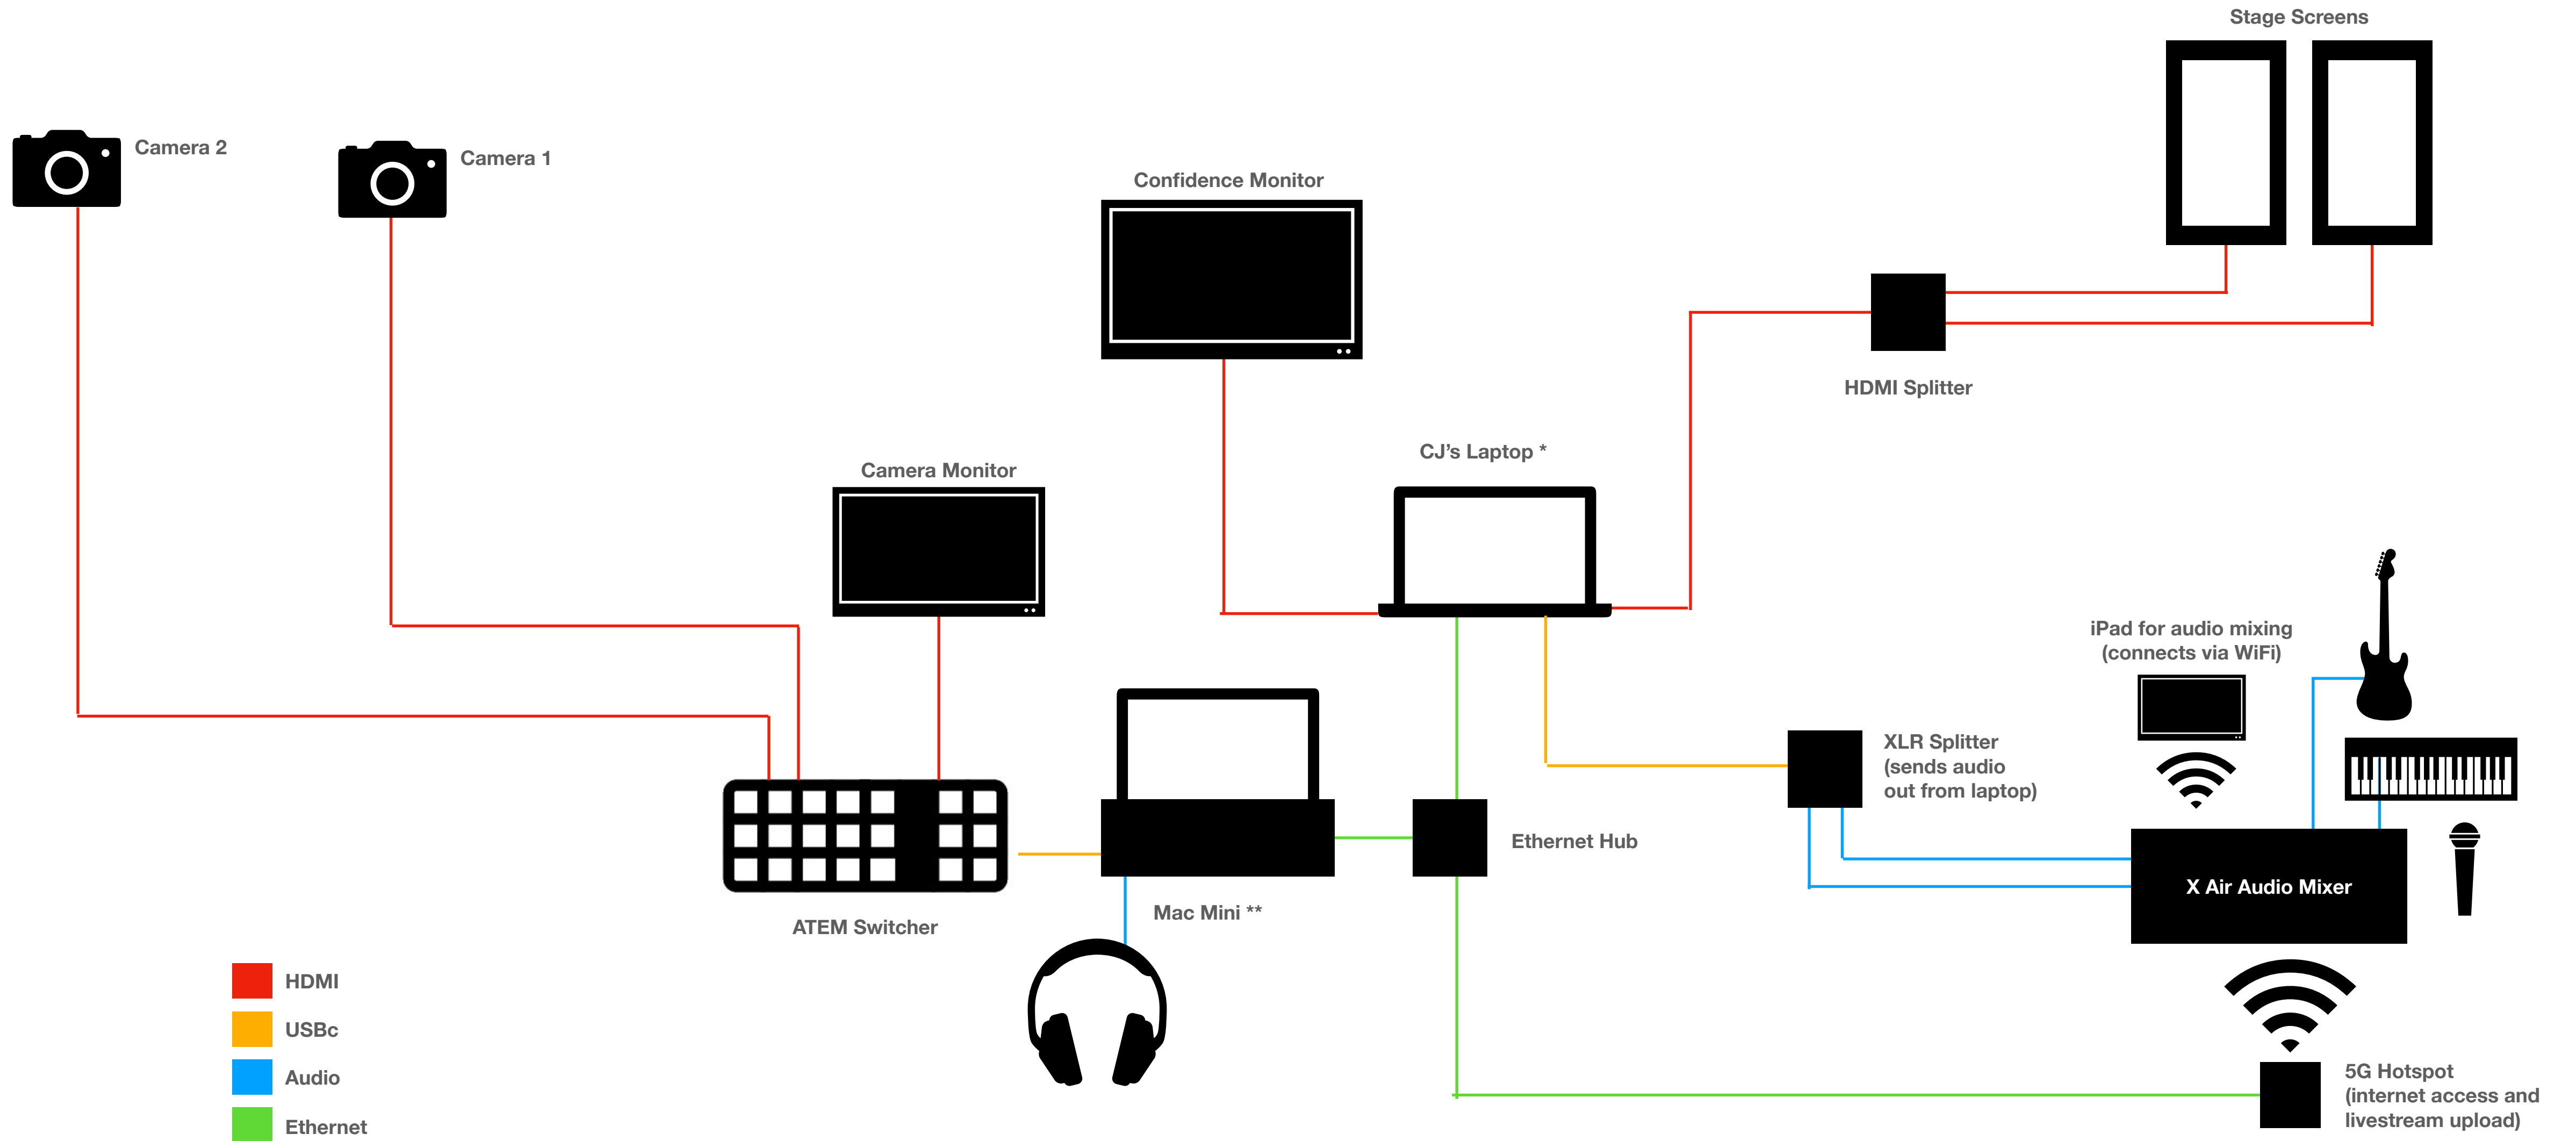 Stage Screens
Camera 2
Camera 1
Confidence Monitor
HDMI Splitter
CJ’s Laptop *
Camera Monitor
iPad for audio mixing
(connects via WiFi)
XLR Splitter
(sends audio
out from laptop)
Ethernet Hub
X Air Audio Mixer
Mac Mini **
ATEM Switcher
HDMI
USBc
Audio
Ethernet
5G Hotspot
(internet access and
livestream upload)